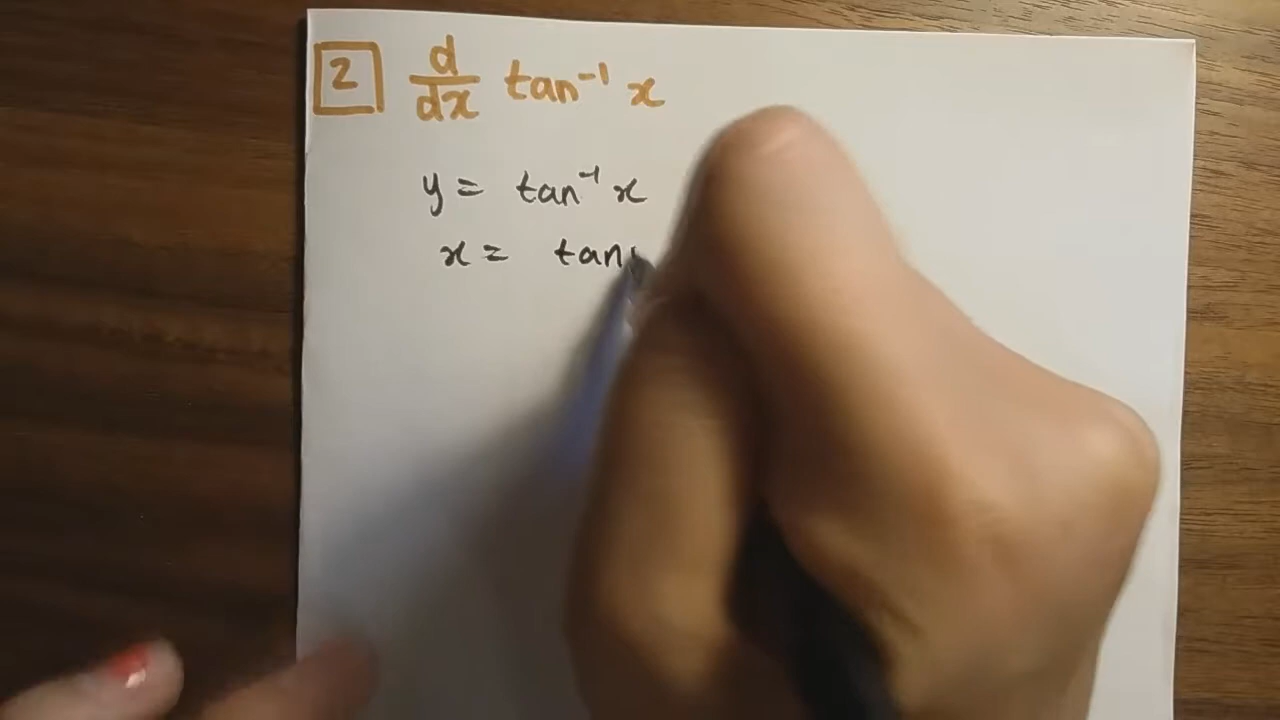 2 d/dx tan⁻¹ x
y = tan⁻¹ x
x = tan